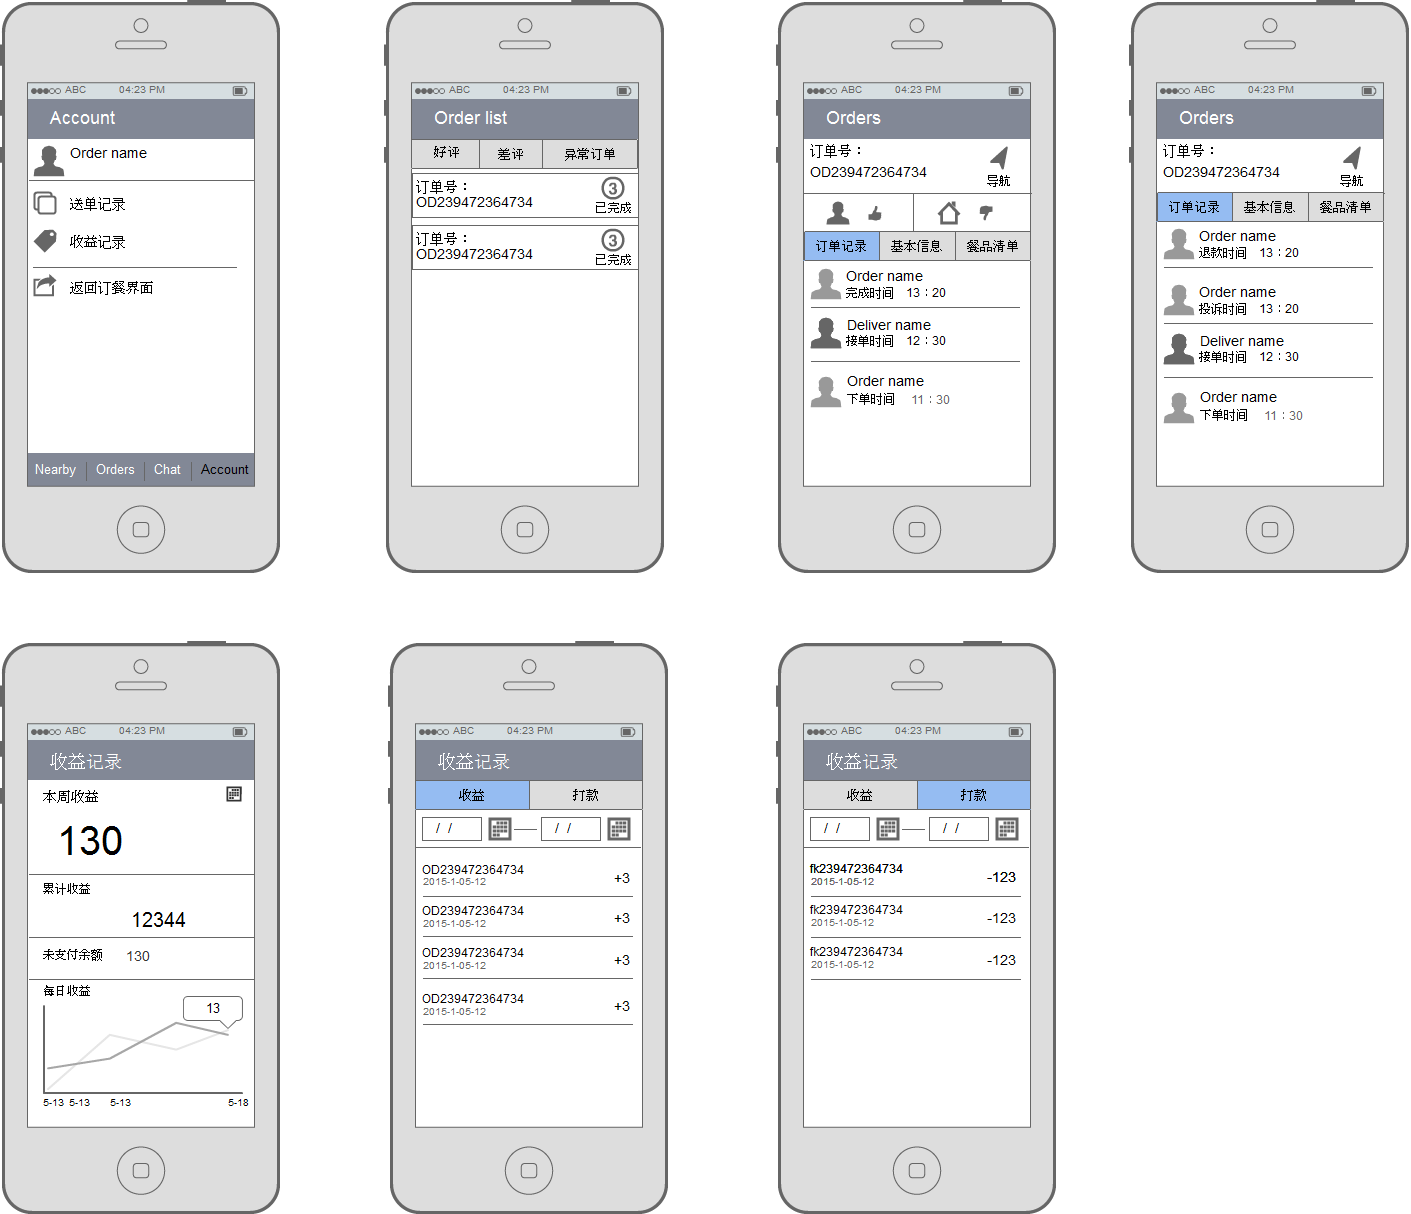 ABC 04:23 PM
Account
Order name
送单记录
收益记录
返回订餐界面
Nearby Orders Chat Account
ABC 04:23 PM
Order list
好评 差评 异常订单
订单号：
OD239472364734
3
已完成
订单号：
OD239472364734
3
已完成
ABC 04:23 PM
Orders
订单号：
OD239472364734
导航
订单记录 基本信息 餐品清单
Order name
完成时间 13：20
Deliver name
接单时间 12：30
Order name
下单时间 11：30
ABC 04:23 PM
Orders
订单号：
OD239472364734
导航
订单记录 基本信息 餐品清单
Order name
退款时间 13：20
Order name
投诉时间 13：20
Deliver name
接单时间 12：30
Order name
下单时间 11：30
ABC 04:23 PM
收益记录
本周收益
130
累计收益
12344
未支付余额 130
每日收益
13
5-13 5-13 5-13 5-18
ABC 04:23 PM
收益记录
收益 打款
/ / / /
OD239472364734
2015-1-05-12
+3
OD239472364734
2015-1-05-12
+3
OD239472364734
2015-1-05-12
+3
OD239472364734
2015-1-05-12
+3
ABC 04:23 PM
收益记录
收益 打款
/ / / /
fk239472364734
2015-1-05-12
-123
fk239472364734
2015-1-05-12
-123
fk239472364734
2015-1-05-12
-123